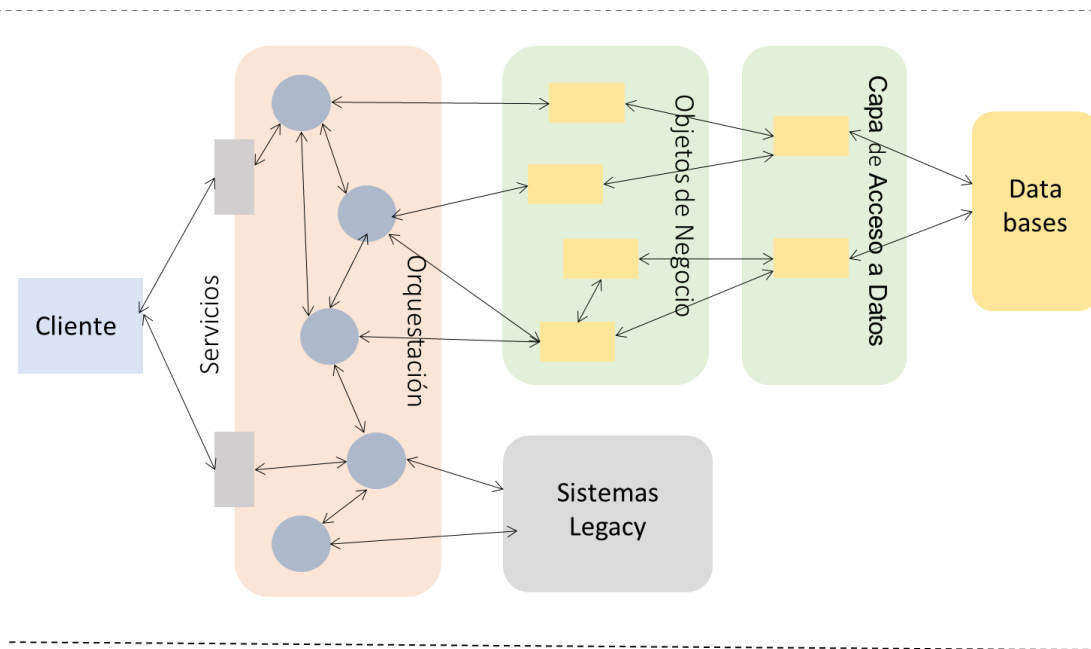 Cliente
Servicios
Orquestación
Objetos de Negocio
Capa de Acceso a Datos
Data
bases
Sistemas
Legacy